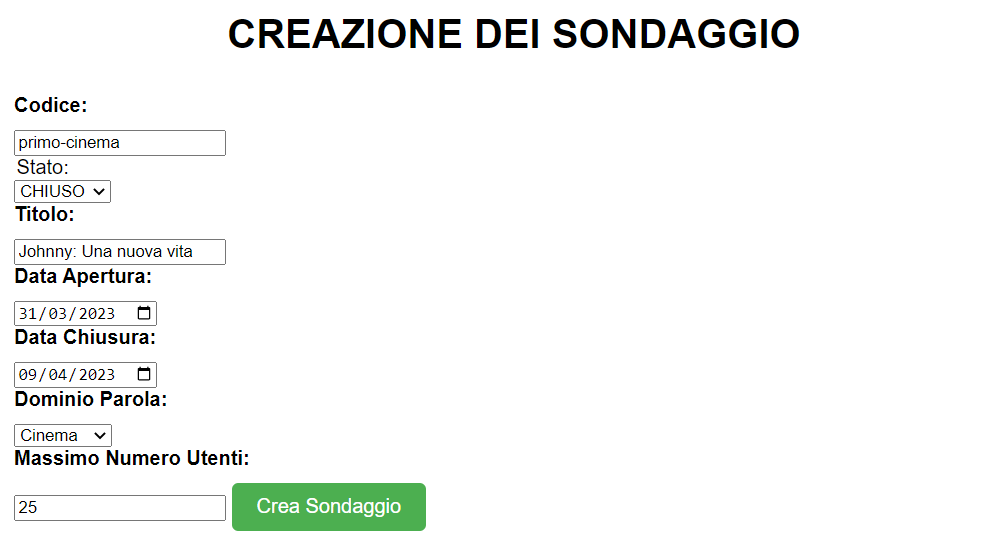 CREAZIONE DEI SONDAGGIO
Codice:
primo-cinema
Stato:
CHIUSO
Titolo:
Johnny: Una nuova vita
Data Apertura:
31/03/2023
Data Chiusura:
09/04/2023
Dominio Parola:
Cinema
Massimo Numero Utenti:
25 Crea Sondaggio